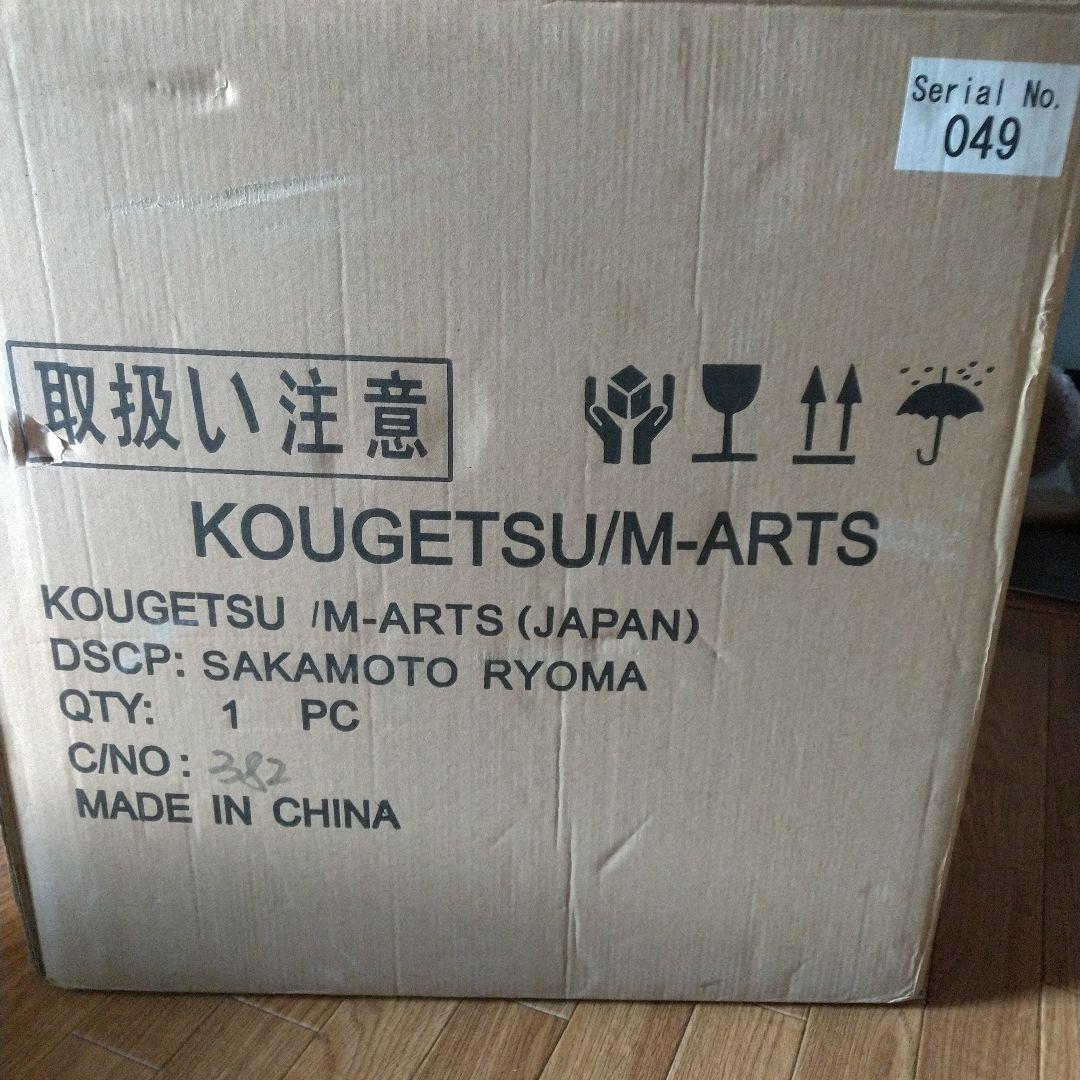 Serial No.
049
取扱い注意
KOUGETSU/M-ARTS
KOUGETSU /M-ARTS (JAPAN)
DSCP: SAKAMOTO RYOMA
QTY: 1 PC
C/NO: 382
MADE IN CHINA